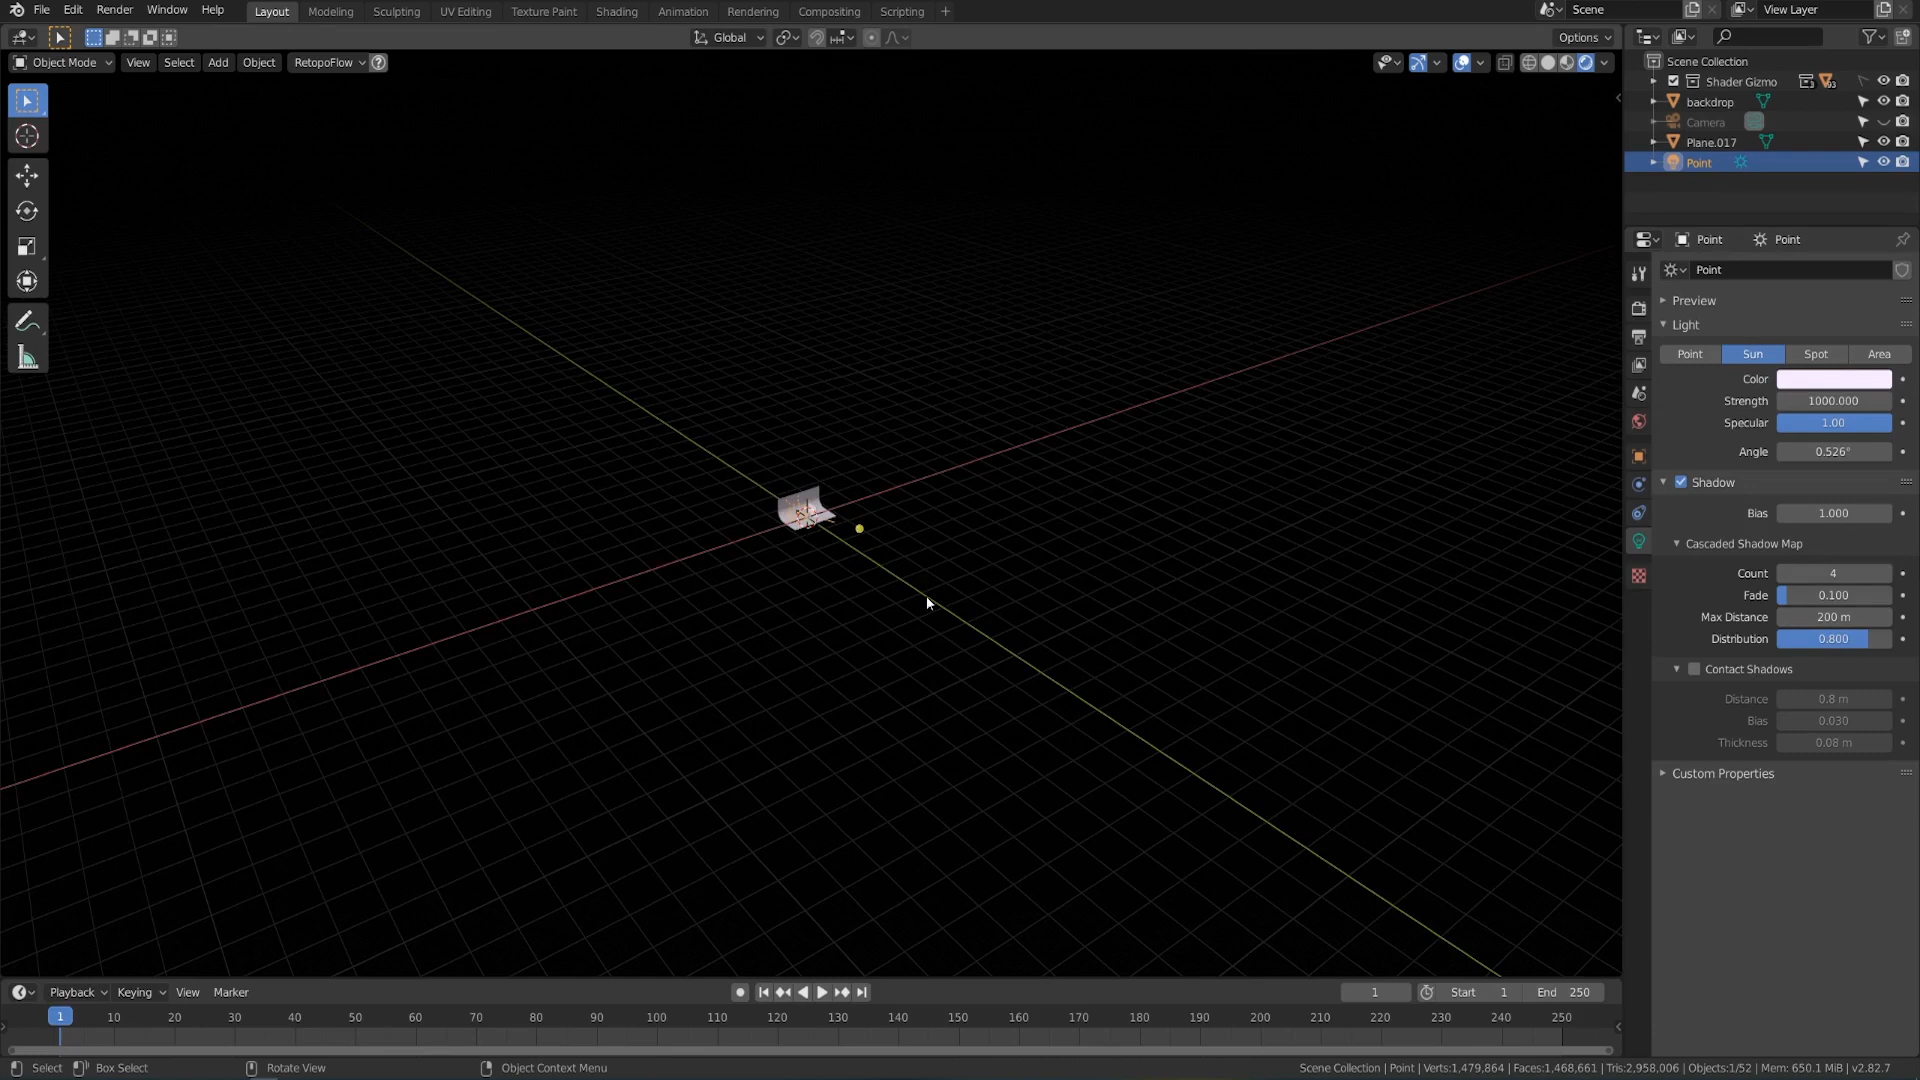 File Edit Render Window Help Layout Modeling Sculpting UV Editing Texture Paint Shading Animation Rendering Compositing Scripting + Scene View Layer
Global Options
Object Mode View Select Add Object RetopoFlow
Scene Collection
Shader Gizmo 3 93
backdrop
Camera
Plane.017
Point
Point Point
Point
Preview
Light
Point Sun Spot Area
Color
Strength 1000.000
Specular 1.00
Angle 0.526°
Shadow
Bias 1.000
Cascaded Shadow Map
Count 4
Fade 0.100
Max Distance 200 m
Distribution 0.800
Contact Shadows
Distance 0.8 m
Bias 0.030
Thickness 0.08 m
Custom Properties
Playback Keying View Marker 1 Start 1 End 250
1 10 20 30 40 50 60 70 80 90 100 110 120 130 140 150 160 170 180 190 200 210 220 230 240 250
Select Box Select Rotate View Object Context Menu Scene Collection | Point | Verts:1,479,864 | Faces:1,468,661 | Tris:2,958,006 | Objects:1/52 | Mem: 650.1 MiB | v2.82.7